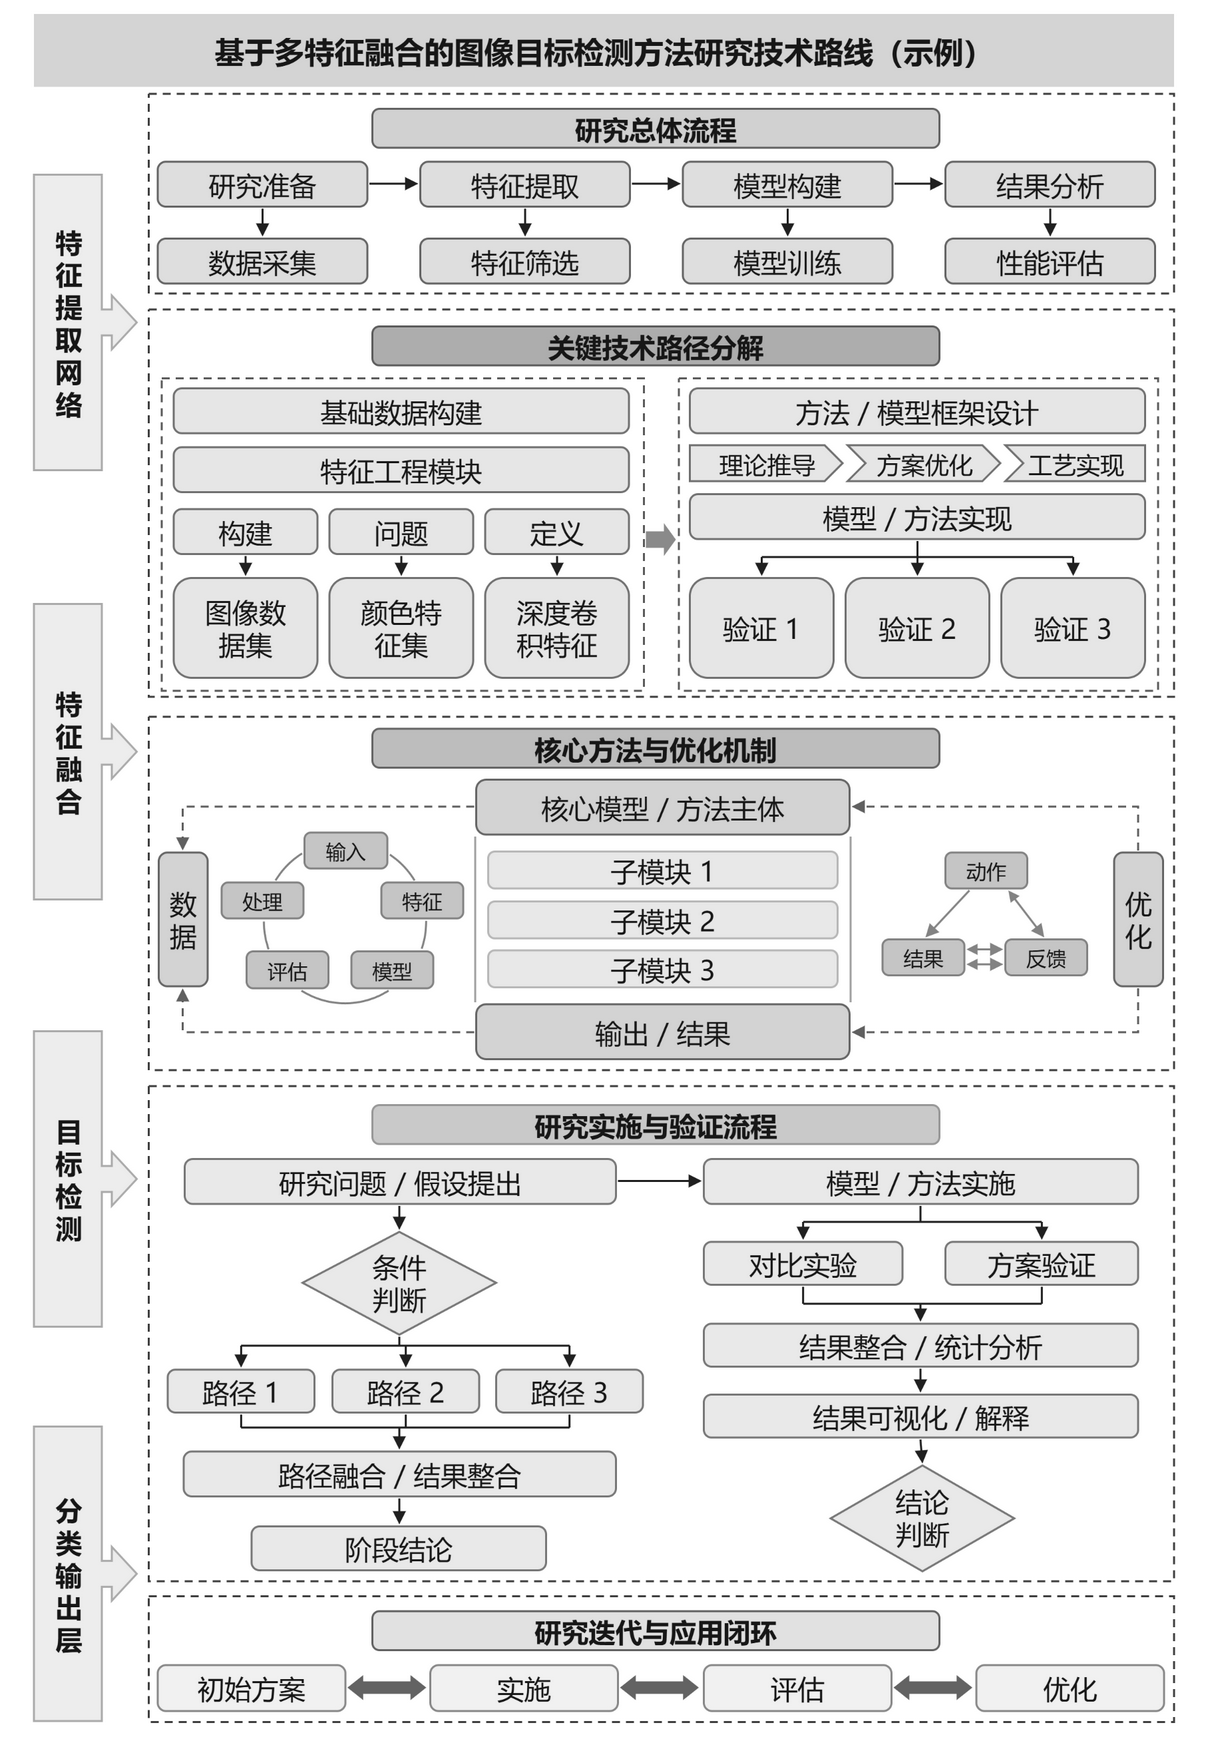 基于多特征融合的图像目标检测方法研究技术路线（示例）
特征提取网络
特征融合
目标检测
分类输出层
研究总体流程
研究准备
特征提取
模型构建
结果分析
数据采集
特征筛选
模型训练
性能评估
关键技术路径分解
基础数据构建
特征工程模块
构建
问题
定义
图像数
据集
颜色特
征集
深度卷
积特征
方法 / 模型框架设计
理论推导
方案优化
工艺实现
模型 / 方法实现
验证 1
验证 2
验证 3
核心方法与优化机制
核心模型 / 方法主体
数据
输入
处理
特征
评估
模型
子模块 1
子模块 2
子模块 3
动作
结果
反馈
优化
输出 / 结果
研究实施与验证流程
研究问题 / 假设提出
条件
判断
路径 1
路径 2
路径 3
路径融合 / 结果整合
阶段结论
模型 / 方法实施
对比实验
方案验证
结果整合 / 统计分析
结果可视化 / 解释
结论
判断
研究迭代与应用闭环
初始方案
实施
评估
优化